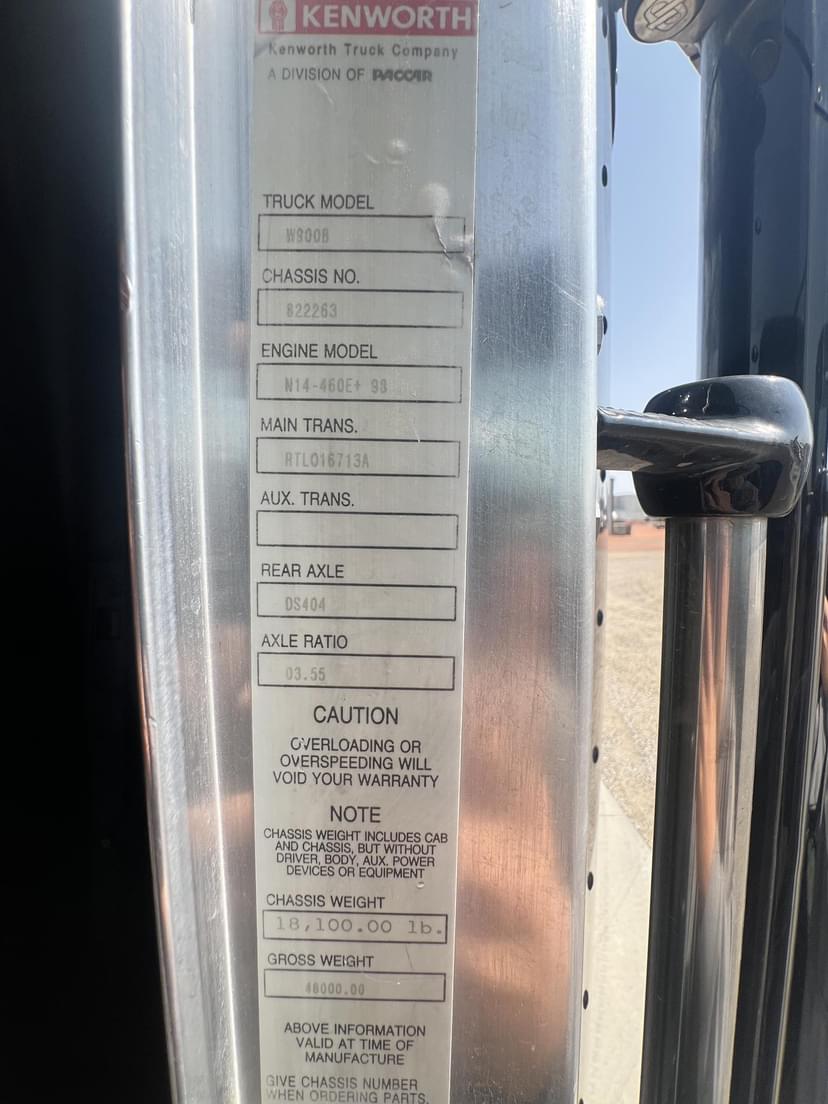 KENWORTH
Kenworth Truck Company
A DIVISION OF PACCAR
TRUCK MODEL
W900B
CHASSIS NO.
822263
ENGINE MODEL
N14-460E+ 98
MAIN TRANS.
RTLO16713A
AUX. TRANS.
REAR AXLE
DS404
AXLE RATIO
03.55
CAUTION
OVERLOADING OR
OVERSPEEDING WILL
VOID YOUR WARRANTY
NOTE
CHASSIS WEIGHT INCLUDES CAB
AND CHASSIS, BUT WITHOUT
DRIVER, BODY, AUX. POWER
DEVICES OR EQUIPMENT
CHASSIS WEIGHT
18,100.00 lb.
GROSS WEIGHT
46000.00
ABOVE INFORMATION
VALID AT TIME OF
MANUFACTURE
GIVE CHASSIS NUMBER
WHEN ORDERING PARTS.